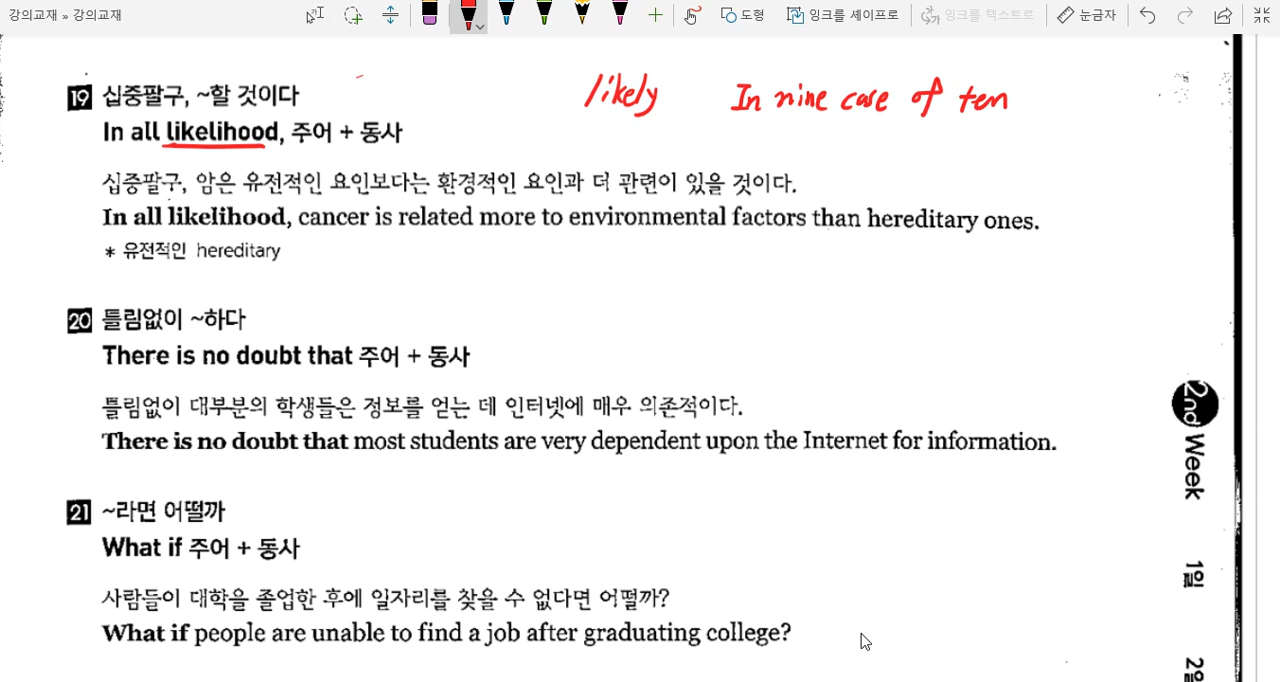 강의교재 » 강의교재
도형
잉크를 셰이프로
잉크를 텍스트로
눈금자
likely In nine case of ten
19 십중팔구, ~할 것이다
In all likelihood, 주어 + 동사
십중팔구, 암은 유전적인 요인보다는 환경적인 요인과 더 관련이 있을 것이다.
In all likelihood, cancer is related more to environmental factors than hereditary ones.
* 유전적인 hereditary
20 틀림없이 ~하다
There is no doubt that 주어 + 동사
틀림없이 대부분의 학생들은 정보를 얻는 데 인터넷에 매우 의존적이다.
There is no doubt that most students are very dependent upon the Internet for information.
21 ~라면 어떨까
What if 주어 + 동사
사람들이 대학을 졸업한 후에 일자리를 찾을 수 없다면 어떨까?
What if people are unable to find a job after graduating college?
2nd Week
1일
2일